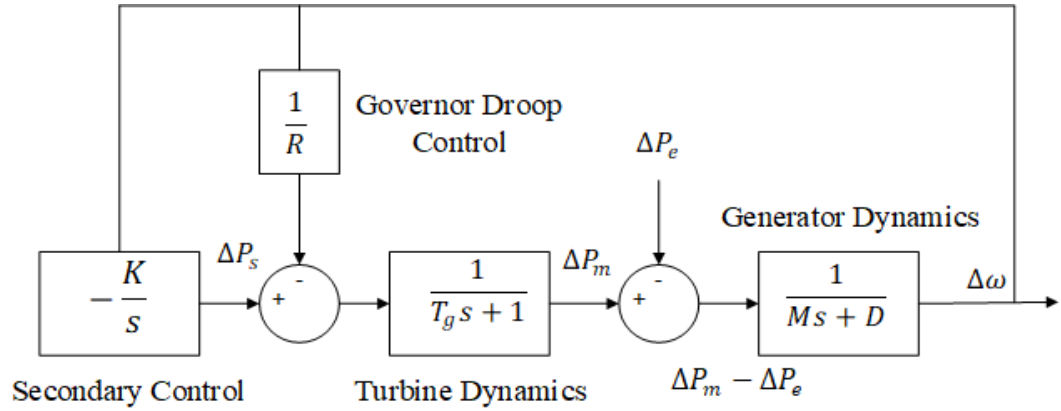 1
R
Governor Droop
Control
ΔPₑ
Generator Dynamics
-K/s
ΔPₛ
-
+
1
T_g s + 1
ΔPₘ
-
+
1
Ms + D
Δω
Secondary Control
Turbine Dynamics
ΔPₘ − ΔPₑ